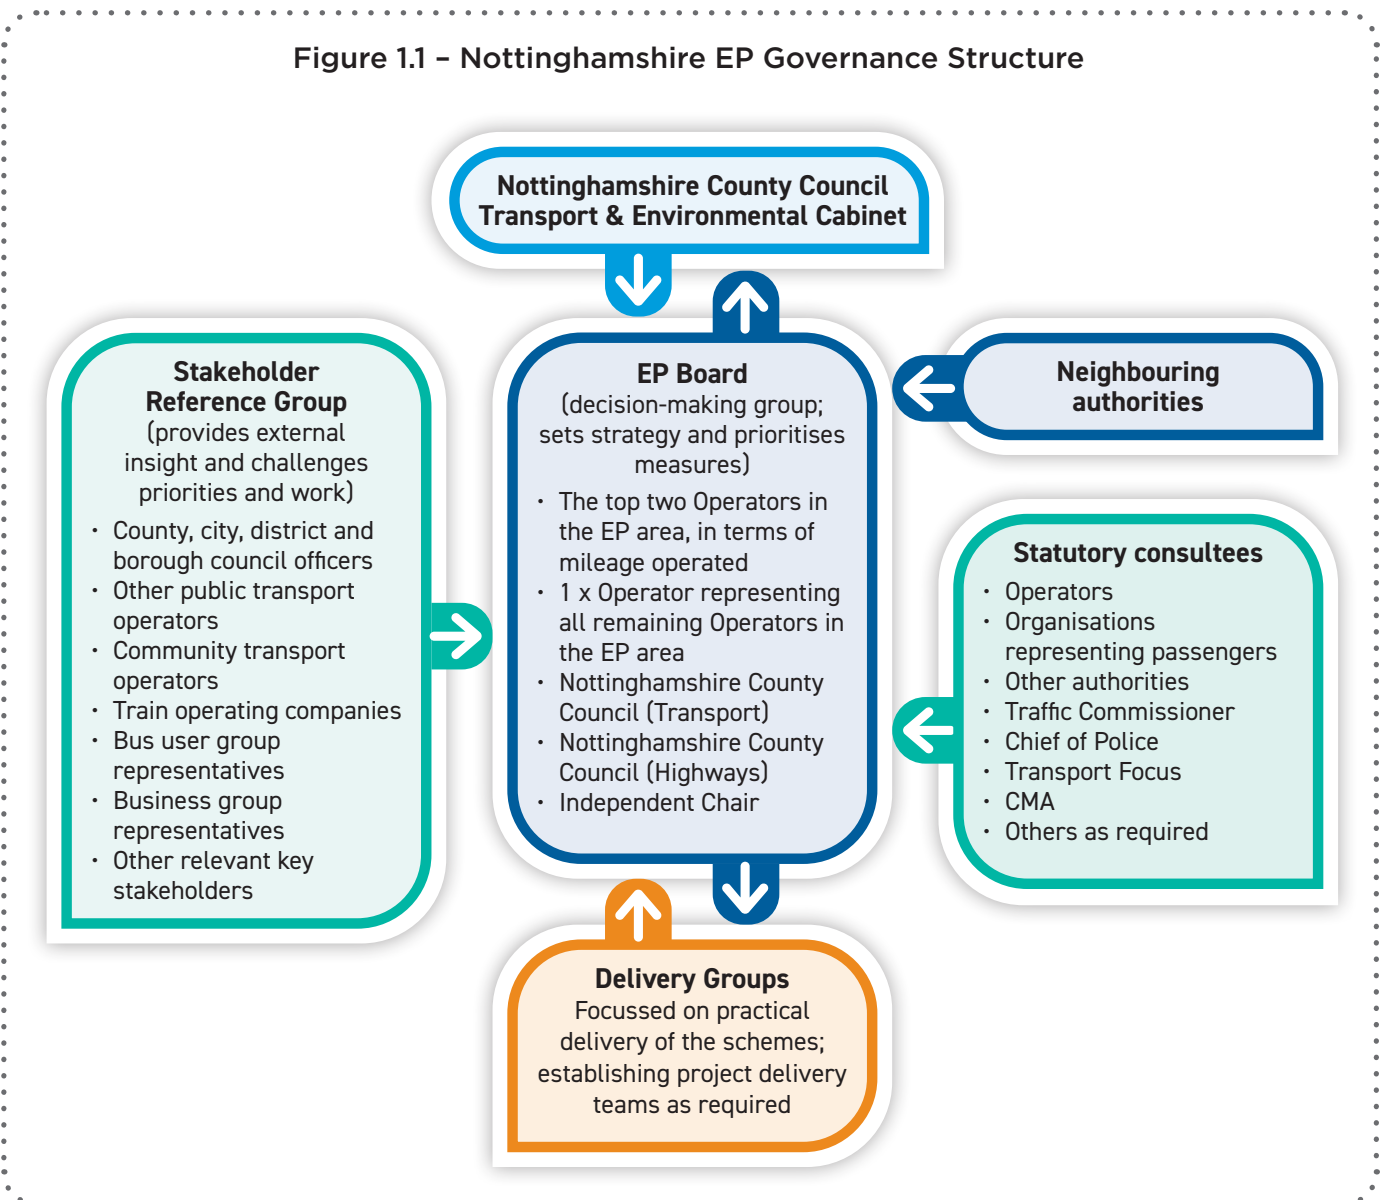 Figure 1.1 – Nottinghamshire EP Governance Structure
Nottinghamshire County Council
Transport & Environmental Cabinet
Stakeholder
Reference Group
(provides external
insight and challenges
priorities and work)
· County, city, district and
borough council officers
· Other public transport
operators
· Community transport
operators
· Train operating companies
· Bus user group
representatives
· Business group
representatives
· Other relevant key
stakeholders
EP Board
(decision-making group;
sets strategy and prioritises
measures)
· The top two Operators in
the EP area, in terms of
mileage operated
· 1 x Operator representing
all remaining Operators in
the EP area
· Nottinghamshire County
Council (Transport)
· Nottinghamshire County
Council (Highways)
· Independent Chair
Neighbouring
authorities
Statutory consultees
· Operators
· Organisations
representing passengers
· Other authorities
· Traffic Commissioner
· Chief of Police
· Transport Focus
· CMA
· Others as required
Delivery Groups
Focussed on practical
delivery of the schemes;
establishing project delivery
teams as required